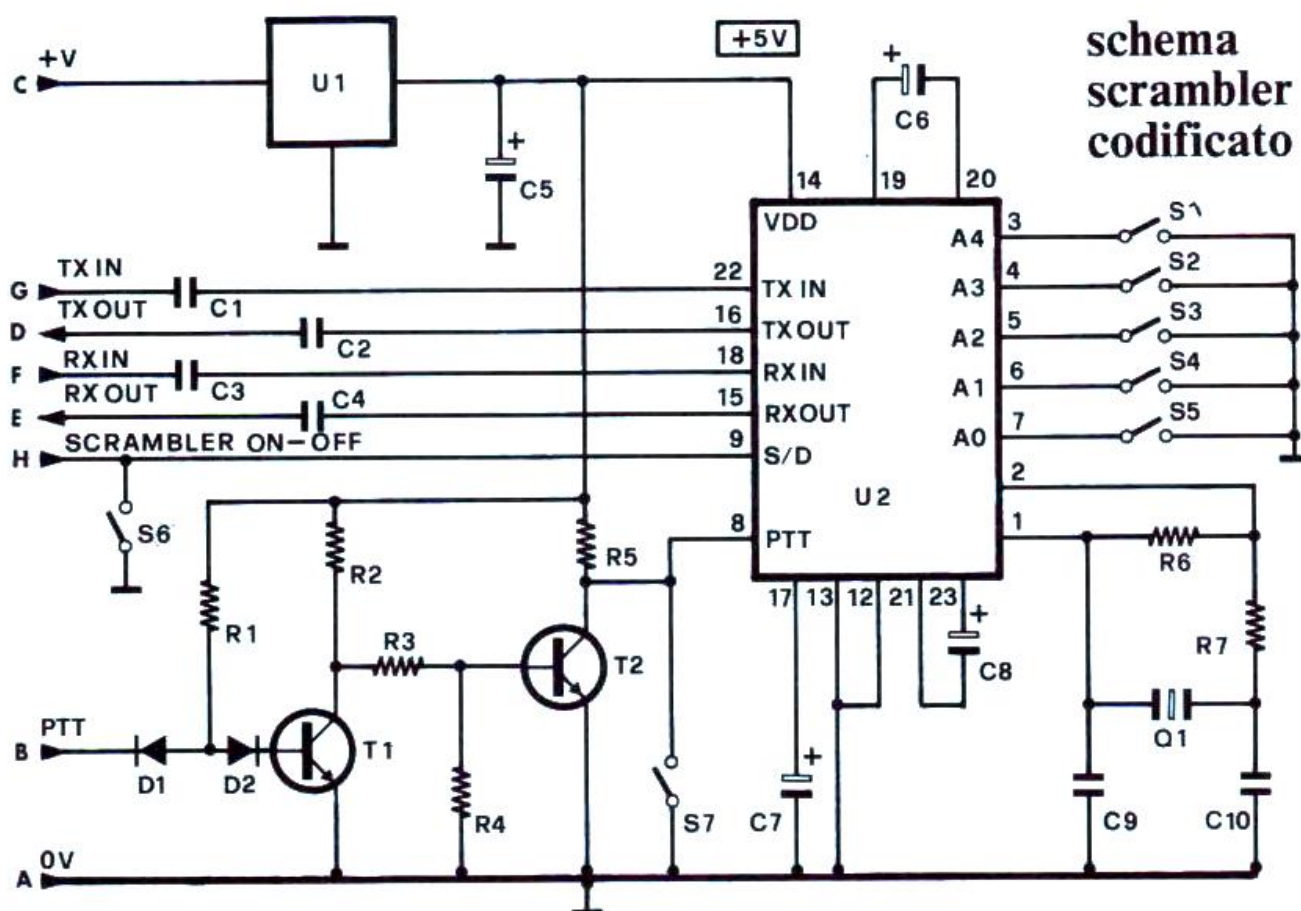 schema
scrambler
codificato
+V
C
U1
+5V
+
C6
+
C5
14
19
20
VDD
A4
3
S1
A3
4
S2
A2
5
S3
A1
6
S4
A0
7
S5
2
1
U2
G
TX IN
C1
22
TX IN
D
TX OUT
C2
16
TX OUT
F
RX IN
C3
18
RX IN
E
RX OUT
C4
15
RX OUT
H
SCRAMBLER ON-OFF
9
S/D
S6
8
PTT
R1
R2
R3
R4
R5
R6
R7
T2
17
13
12
21
23
+
C8
B
PTT
D1
D2
T1
S7
+
C7
Q1
C9
C10
A
0V